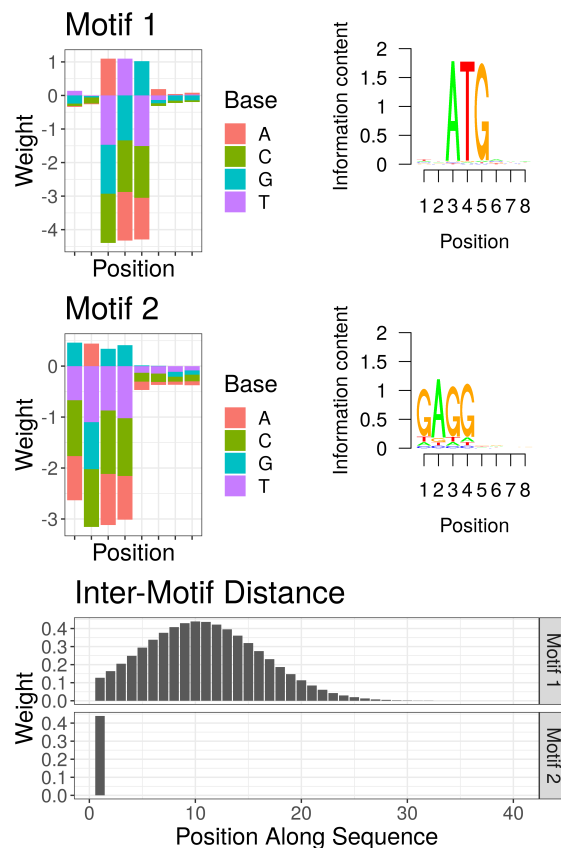 Motif 1
1
0
-1
-2
-3
-4
Weight
Position
Base
A
C
G
T
Information content
2
1.5
1
0.5
0
ATG
1 2 3 4 5 6 7 8
Position
Motif 2
0
-1
-2
-3
Weight
Position
Base
A
C
G
T
Information content
2
1.5
1
0.5
0
GAGG
1 2 3 4 5 6 7 8
Position
Inter-Motif Distance
0.4
0.3
0.2
0.1
0.0
Motif 1
Weight
0.4
0.3
0.2
0.1
0.0
Motif 2
0 10 20 30 40
Position Along Sequence